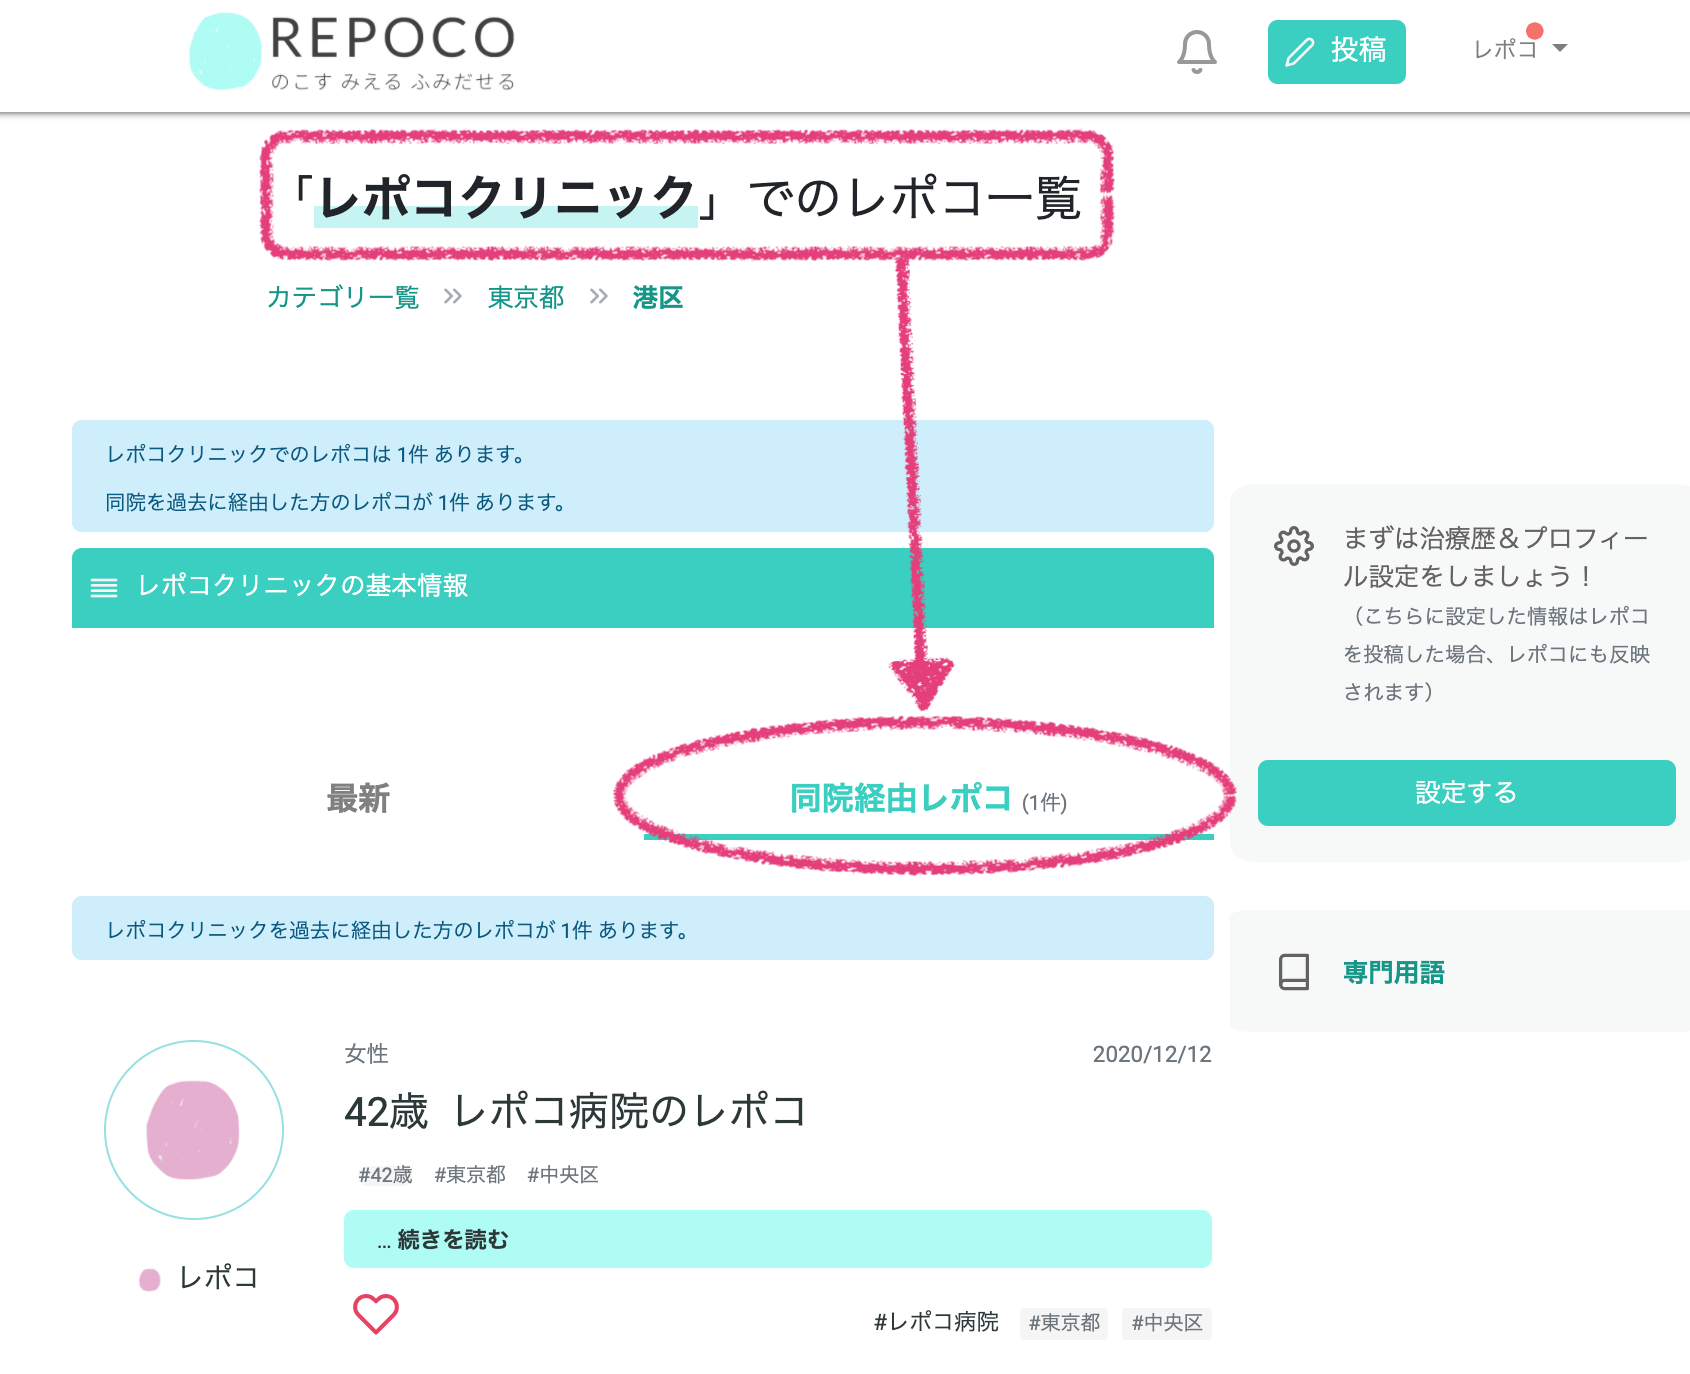 REPOCO
のこす みえる ふみだせる
投稿
レポコ
「レポコクリニック」でのレポコ一覧
カテゴリ一覧 » 東京都 » 港区
レポコクリニックでのレポコは 1件 あります。
同院を過去に経由した方のレポコが 1件 あります。
レポコクリニックの基本情報
まずは治療歴＆プロフィー
ル設定をしましょう！
（こちらに設定した情報はレポコ
を投稿した場合、レポコにも反映
されます）
設定する
最新
同院経由レポコ (1件)
レポコクリニックを過去に経由した方のレポコが 1件 あります。
専門用語
女性
2020/12/12
42歳 レポコ病院のレポコ
#42歳 #東京都 #中央区
... 続きを読む
レポコ
#レポコ病院 #東京都 #中央区